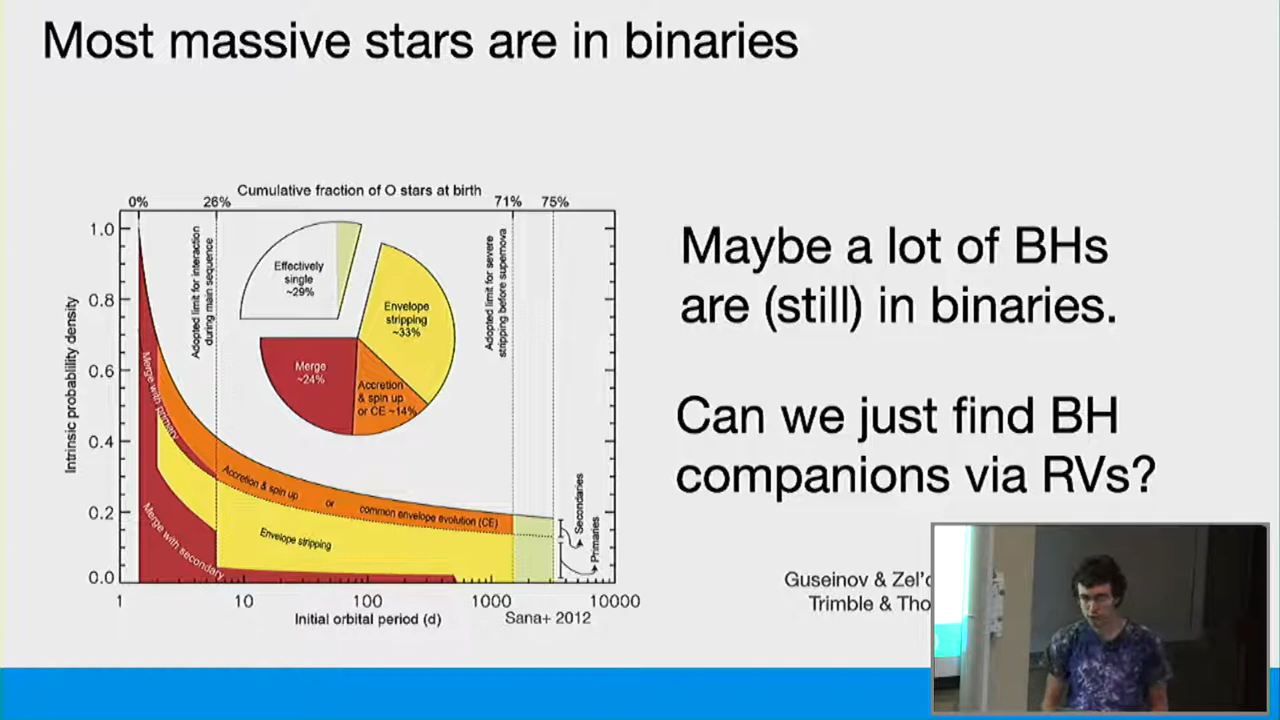 Most massive stars are in binaries
Cumulative fraction of O stars at birth
0% 26% 71% 75%
1.0
0.8
0.6
0.4
0.2
0.0
Intrinsic probablility density
Adopted limit for interaction
during main sequence
Effectively
single
~29%
Envelope
stripping
~33%
Merge
~24%
Accretion
& spin up
or CE ~14%
Adopted limit for severe
stripping before supernova
Merge with primary
Accretion & spin up or common envelope evolution (CE)
Envelope stripping
Merge with secondary
Secondaries
Primaries
1 10 100 1000 10000
Initial orbital period (d)
Sana+ 2012
Maybe a lot of BHs
are (still) in binaries.
Can we just find BH
companions via RVs?
Guseinov & Zel'
Trimble & Tho